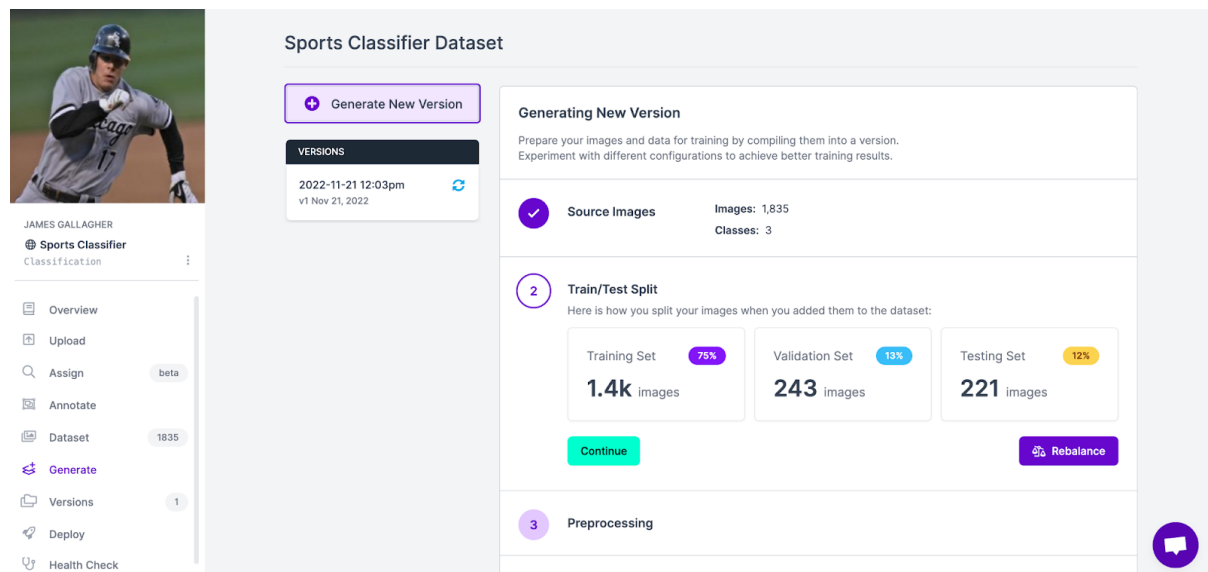 Chicago
17
JAMES GALLAGHER
Sports Classifier
Classification
Overview
Upload
Assign beta
Annotate
Dataset 1835
Generate
Versions 1
Deploy
Health Check
Sports Classifier Dataset
Generate New Version
VERSIONS
2022-11-21 12:03pm
v1 Nov 21, 2022
Generating New Version
Prepare your images and data for training by compiling them into a version.
Experiment with different configurations to achieve better training results.
Source Images
Images: 1,835
Classes: 3
2
Train/Test Split
Here is how you split your images when you added them to the dataset:
Training Set 75%
1.4k images
Validation Set 13%
243 images
Testing Set 12%
221 images
Continue
Rebalance
3
Preprocessing